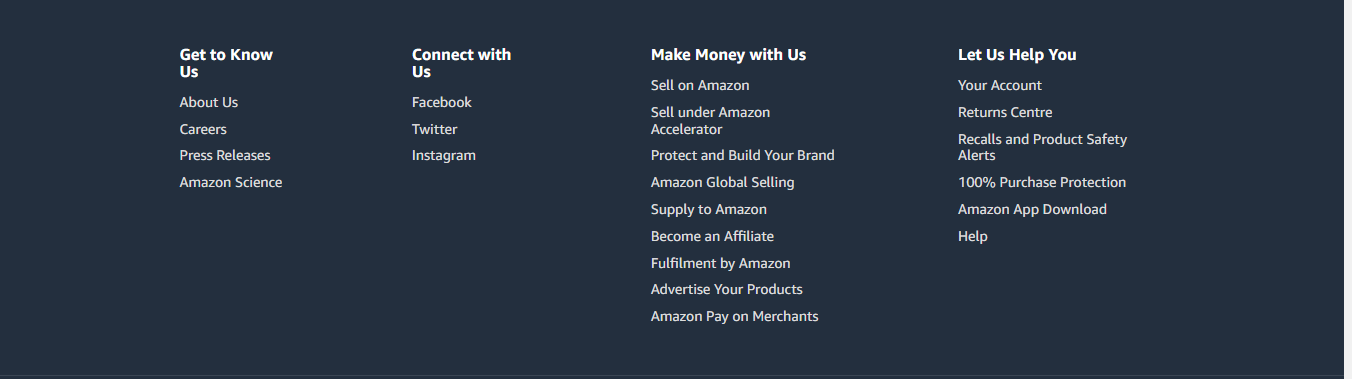 Get to Know
Us
About Us
Careers
Press Releases
Amazon Science
Connect with
Us
Facebook
Twitter
Instagram
Make Money with Us
Sell on Amazon
Sell under Amazon
Accelerator
Protect and Build Your Brand
Amazon Global Selling
Supply to Amazon
Become an Affiliate
Fulfilment by Amazon
Advertise Your Products
Amazon Pay on Merchants
Let Us Help You
Your Account
Returns Centre
Recalls and Product Safety
Alerts
100% Purchase Protection
Amazon App Download
Help